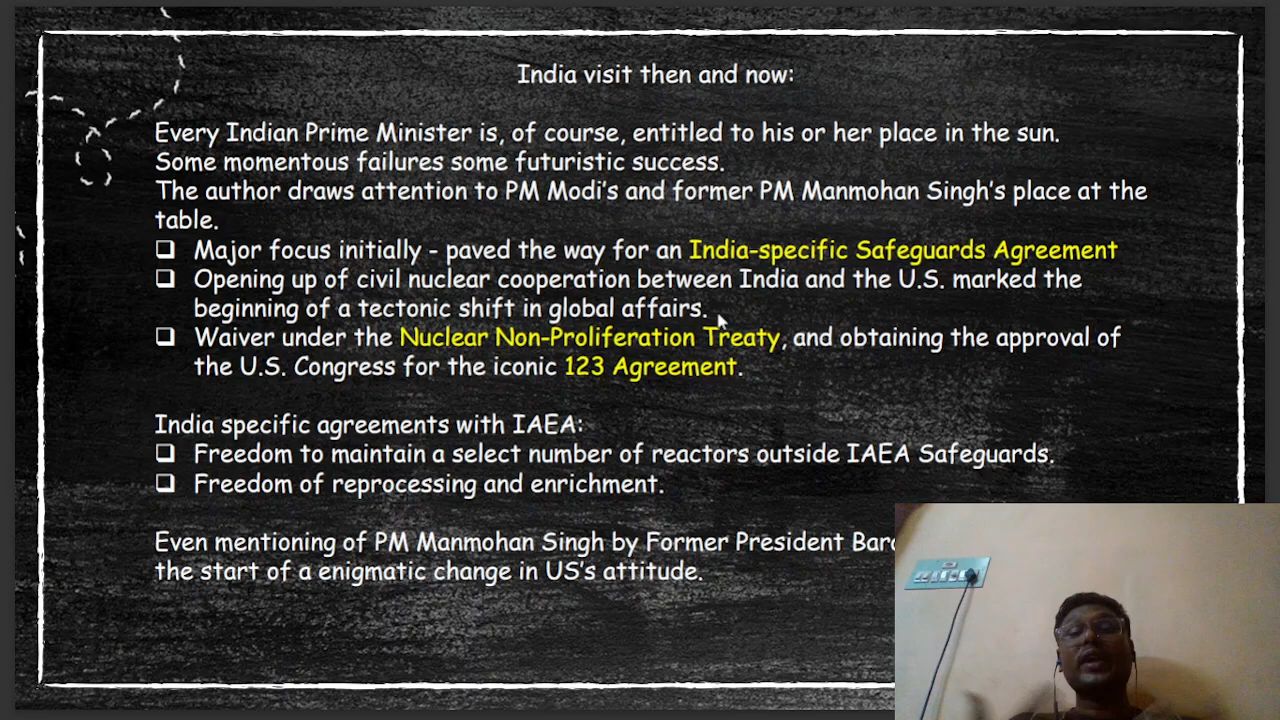 India visit then and now:
Every Indian Prime Minister is, of course, entitled to his or her place in the sun.
Some momentous failures some futuristic success.
The author draws attention to PM Modi's and former PM Manmohan Singh's place at the
table.
Major focus initially - paved the way for an India-specific Safeguards Agreement
Opening up of civil nuclear cooperation between India and the U.S. marked the
beginning of a tectonic shift in global affairs.
Waiver under the Nuclear Non-Proliferation Treaty, and obtaining the approval of
the U.S. Congress for the iconic 123 Agreement.
India specific agreements with IAEA:
Freedom to maintain a select number of reactors outside IAEA Safeguards.
Freedom of reprocessing and enrichment.
Even mentioning of PM Manmohan Singh by Former President
the start of a enigmatic change in US's attitude.